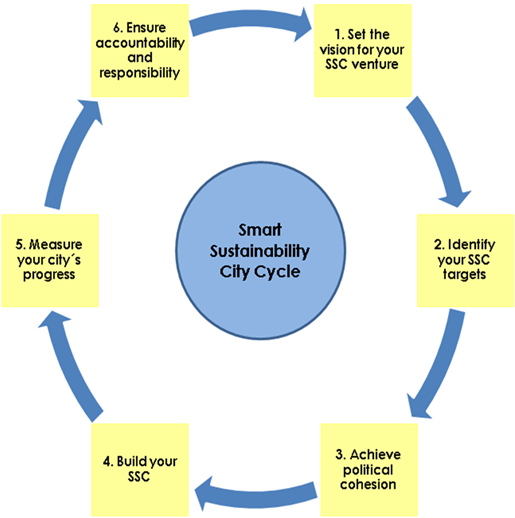 6. Ensure
accountability
and
responsibility
1. Set the
vision for your
SSC venture
2. Identify
your SSC
targets
3. Achieve
political
cohesion
4. Build your
SSC
5. Measure
your city´s
progress
Smart
Sustainability
City Cycle